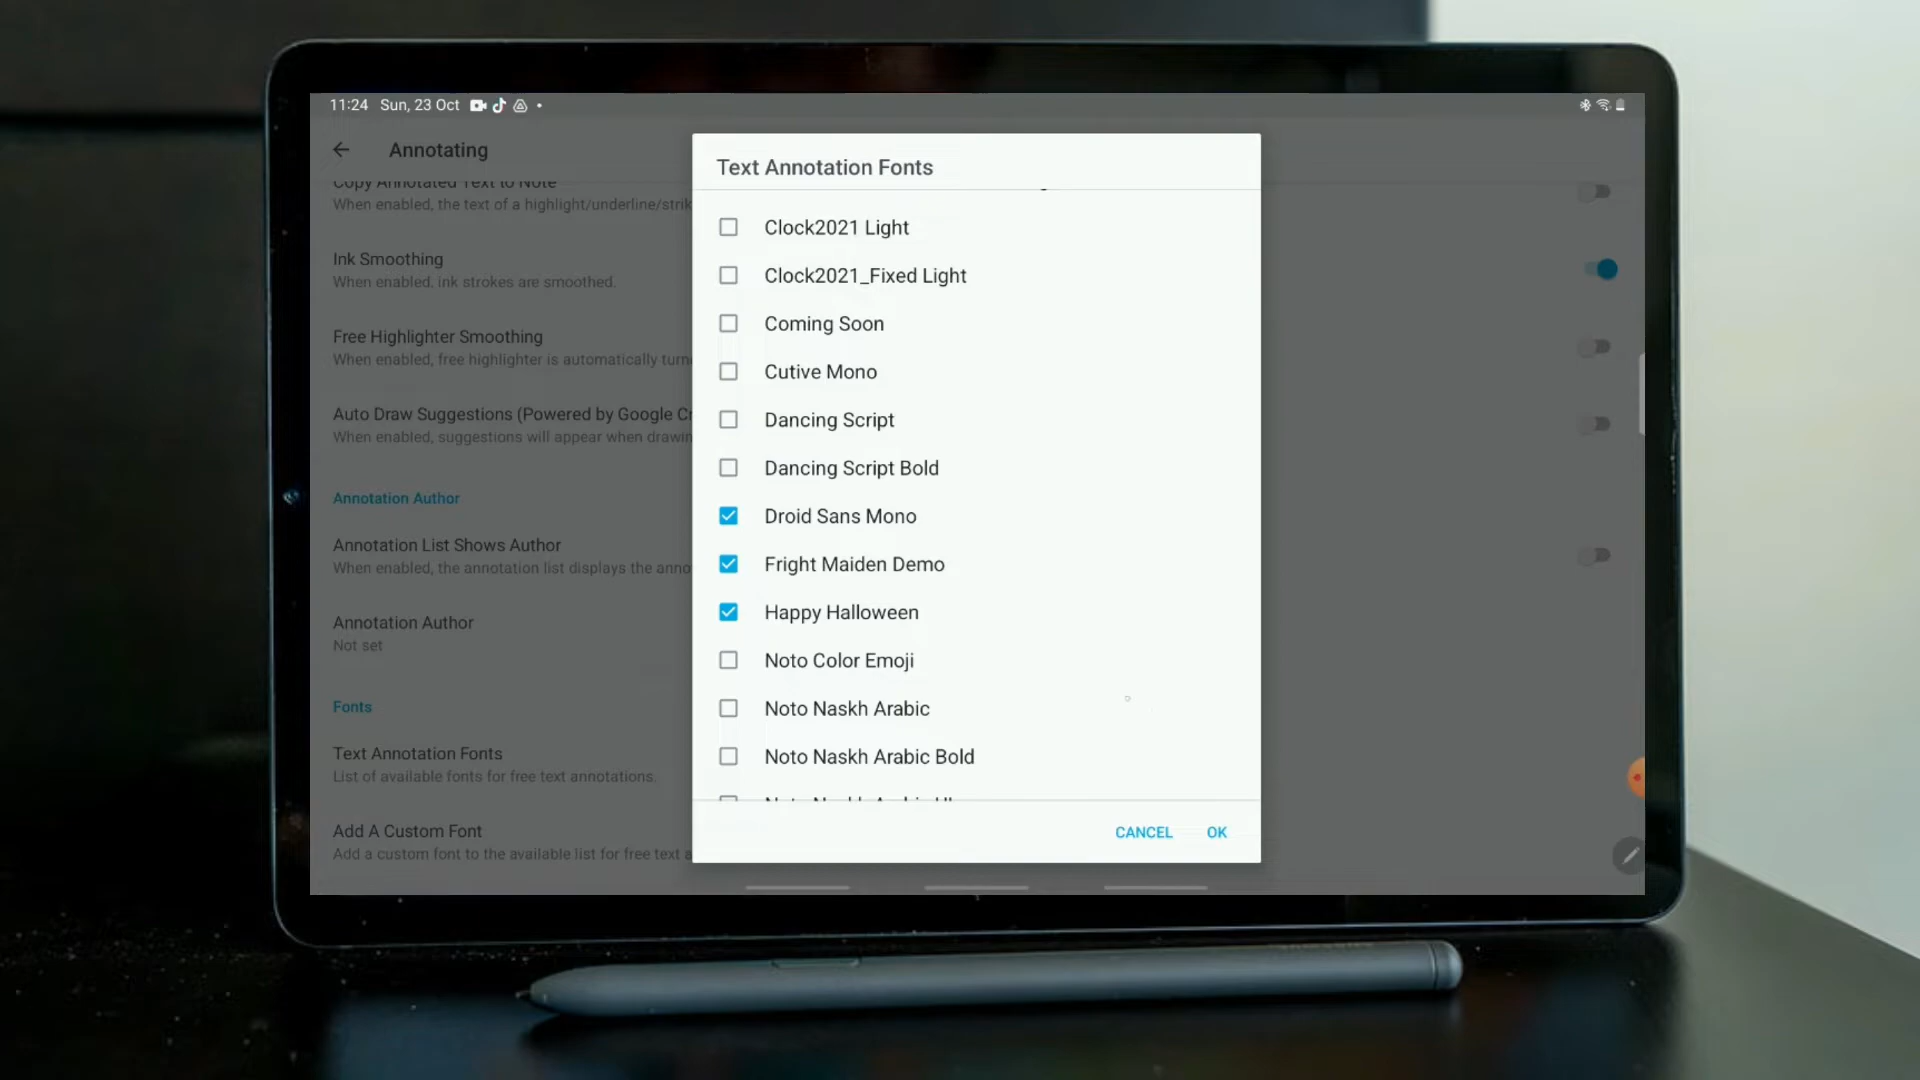 11:24 Sun, 23 Oct
Annotating
Copy Annotated Text to Note
When enabled, the text of a highlight/underline/strik
Ink Smoothing
When enabled, ink strokes are smoothed.
Free Highlighter Smoothing
When enabled, free highlighter is automatically turn
Auto Draw Suggestions (Powered by Google Cr
When enabled, suggestions will appear when drawin
Annotation Author
Annotation List Shows Author
When enabled, the annotation list displays the anno
Annotation Author
Not set
Fonts
Text Annotation Fonts
List of available fonts for free text annotations.
Add A Custom Font
Add a custom font to the available list for free text a
Text Annotation Fonts
Clock2021 Light
Clock2021_Fixed Light
Coming Soon
Cutive Mono
Dancing Script
Dancing Script Bold
Droid Sans Mono
Fright Maiden Demo
Happy Halloween
Noto Color Emoji
Noto Naskh Arabic
Noto Naskh Arabic Bold
CANCEL OK